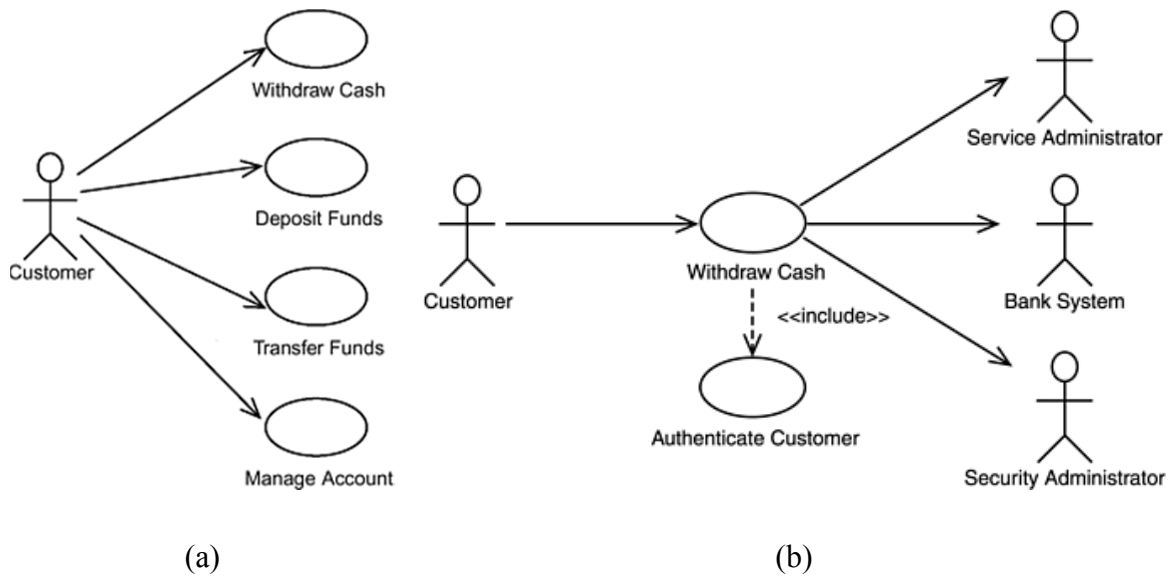 Withdraw Cash
Deposit Funds
Customer
Transfer Funds
Manage Account
(a)
Service Administrator
Customer
Withdraw Cash
Bank System
<<include>>
Authenticate Customer
Security Administrator
(b)